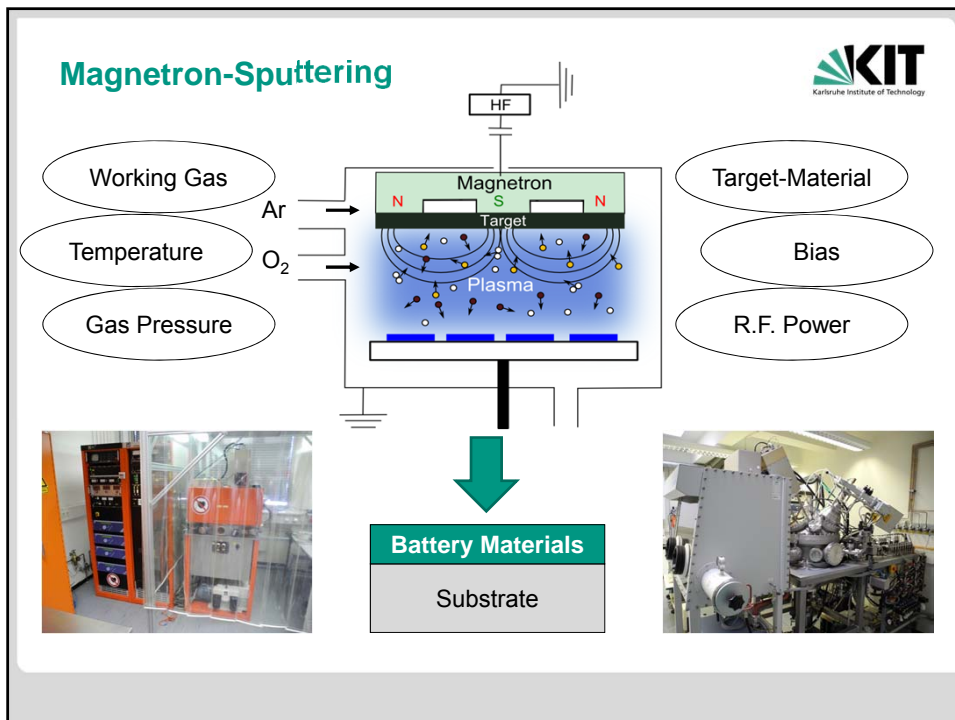 Magnetron-Sputtering
KIT
Karlsruhe Institute of Technology
HF
Working Gas
Temperature
Gas Pressure
Ar
O₂
Magnetron
N S N
Target
Plasma
Target-Material
Bias
R.F. Power
Battery Materials
Substrate